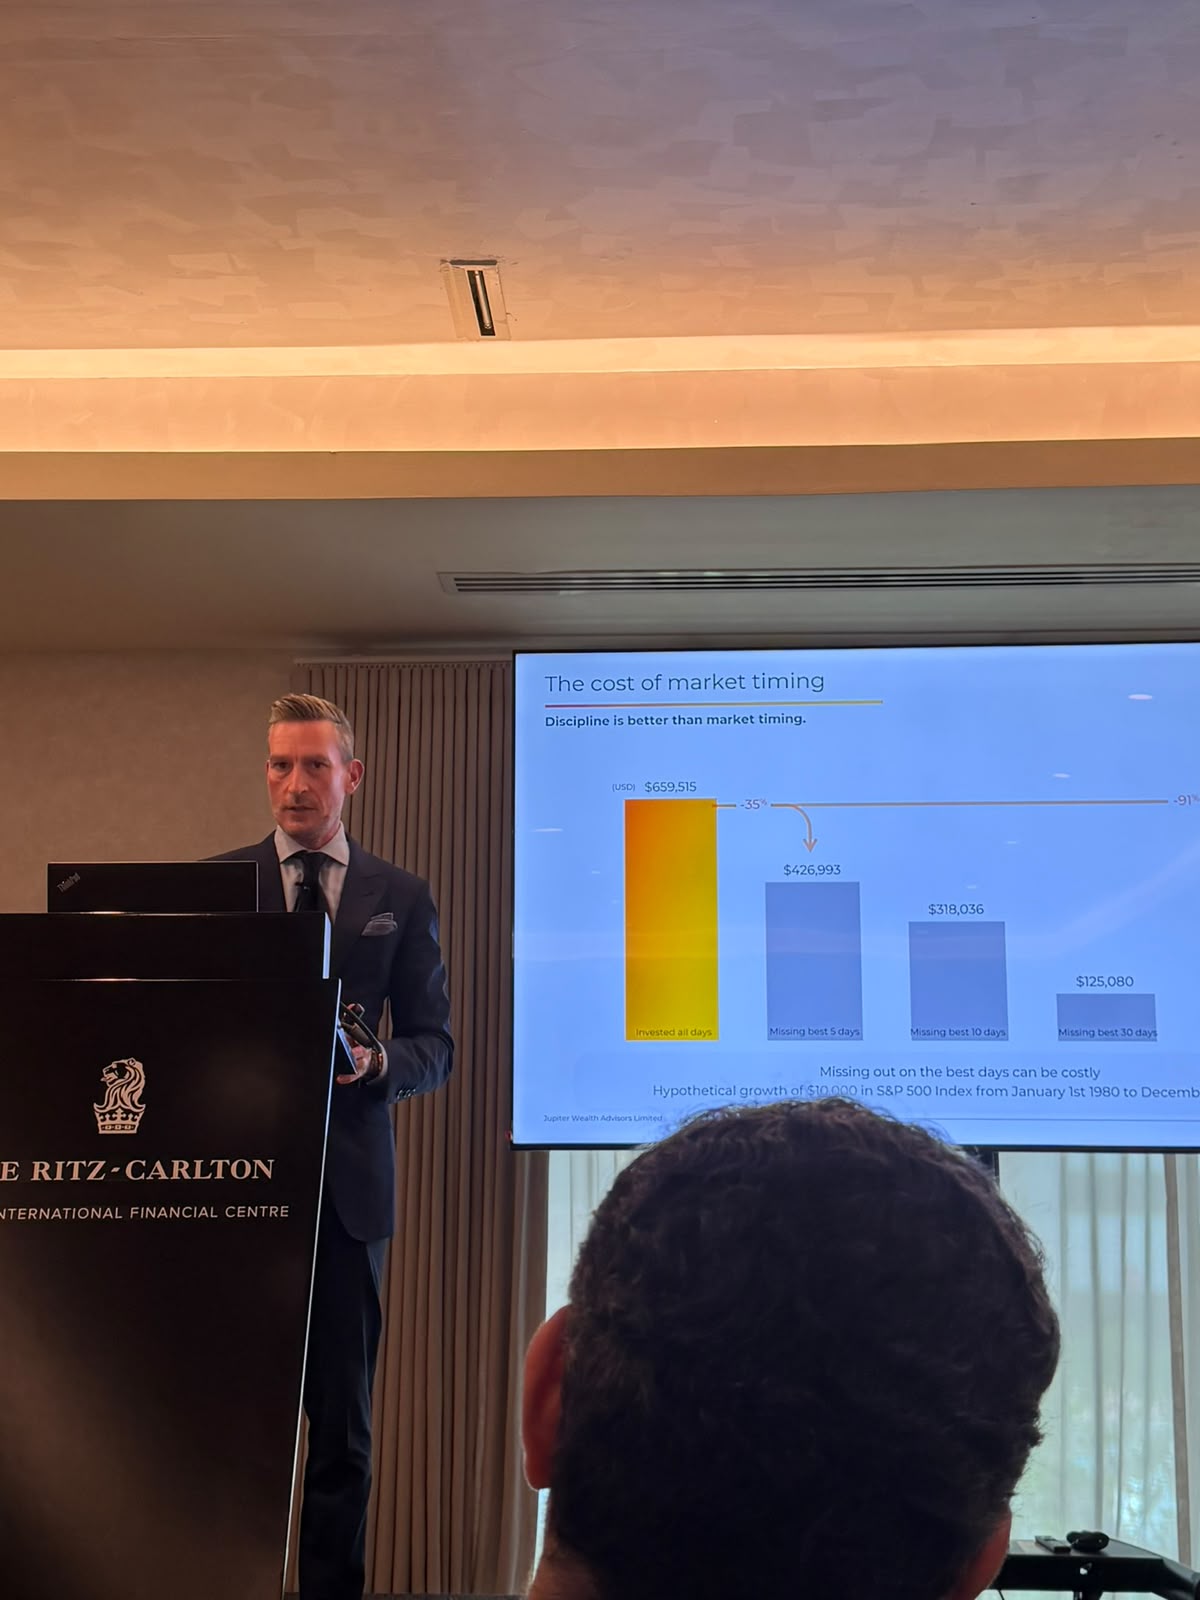 The cost of market timing
Discipline is better than market timing.
(USD) $659,515
-35%
-91%
$426,993
$318,036
$125,080
Invested all days
Missing best 5 days
Missing best 10 days
Missing best 30 days
Missing out on the best days can be costly
Hypothetical growth of $10,000 in S&P 500 Index from January 1st 1980 to Decemb
Jupiter Wealth Advisors Limited
ThinkPad
E RITZ-CARLTON
NTERNATIONAL FINANCIAL CENTRE